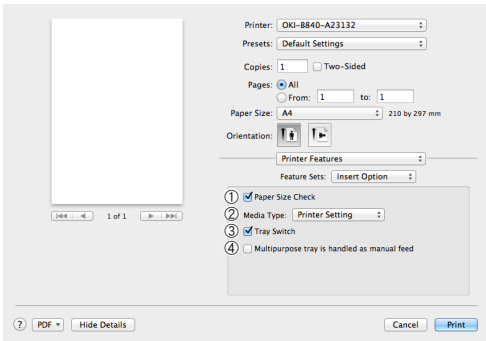 Printer: OKI-B840-A23132
Presets: Default Settings
Copies: 1 Two-Sided
Pages: All
From: 1 to: 1
Paper Size: A4 210 by 297 mm
Orientation:
Printer Features
Feature Sets: Insert Option
① Paper Size Check
② Media Type: Printer Setting
③ Tray Switch
④ Multipurpose tray is handled as manual feed
1 of 1
? PDF Hide Details Cancel Print